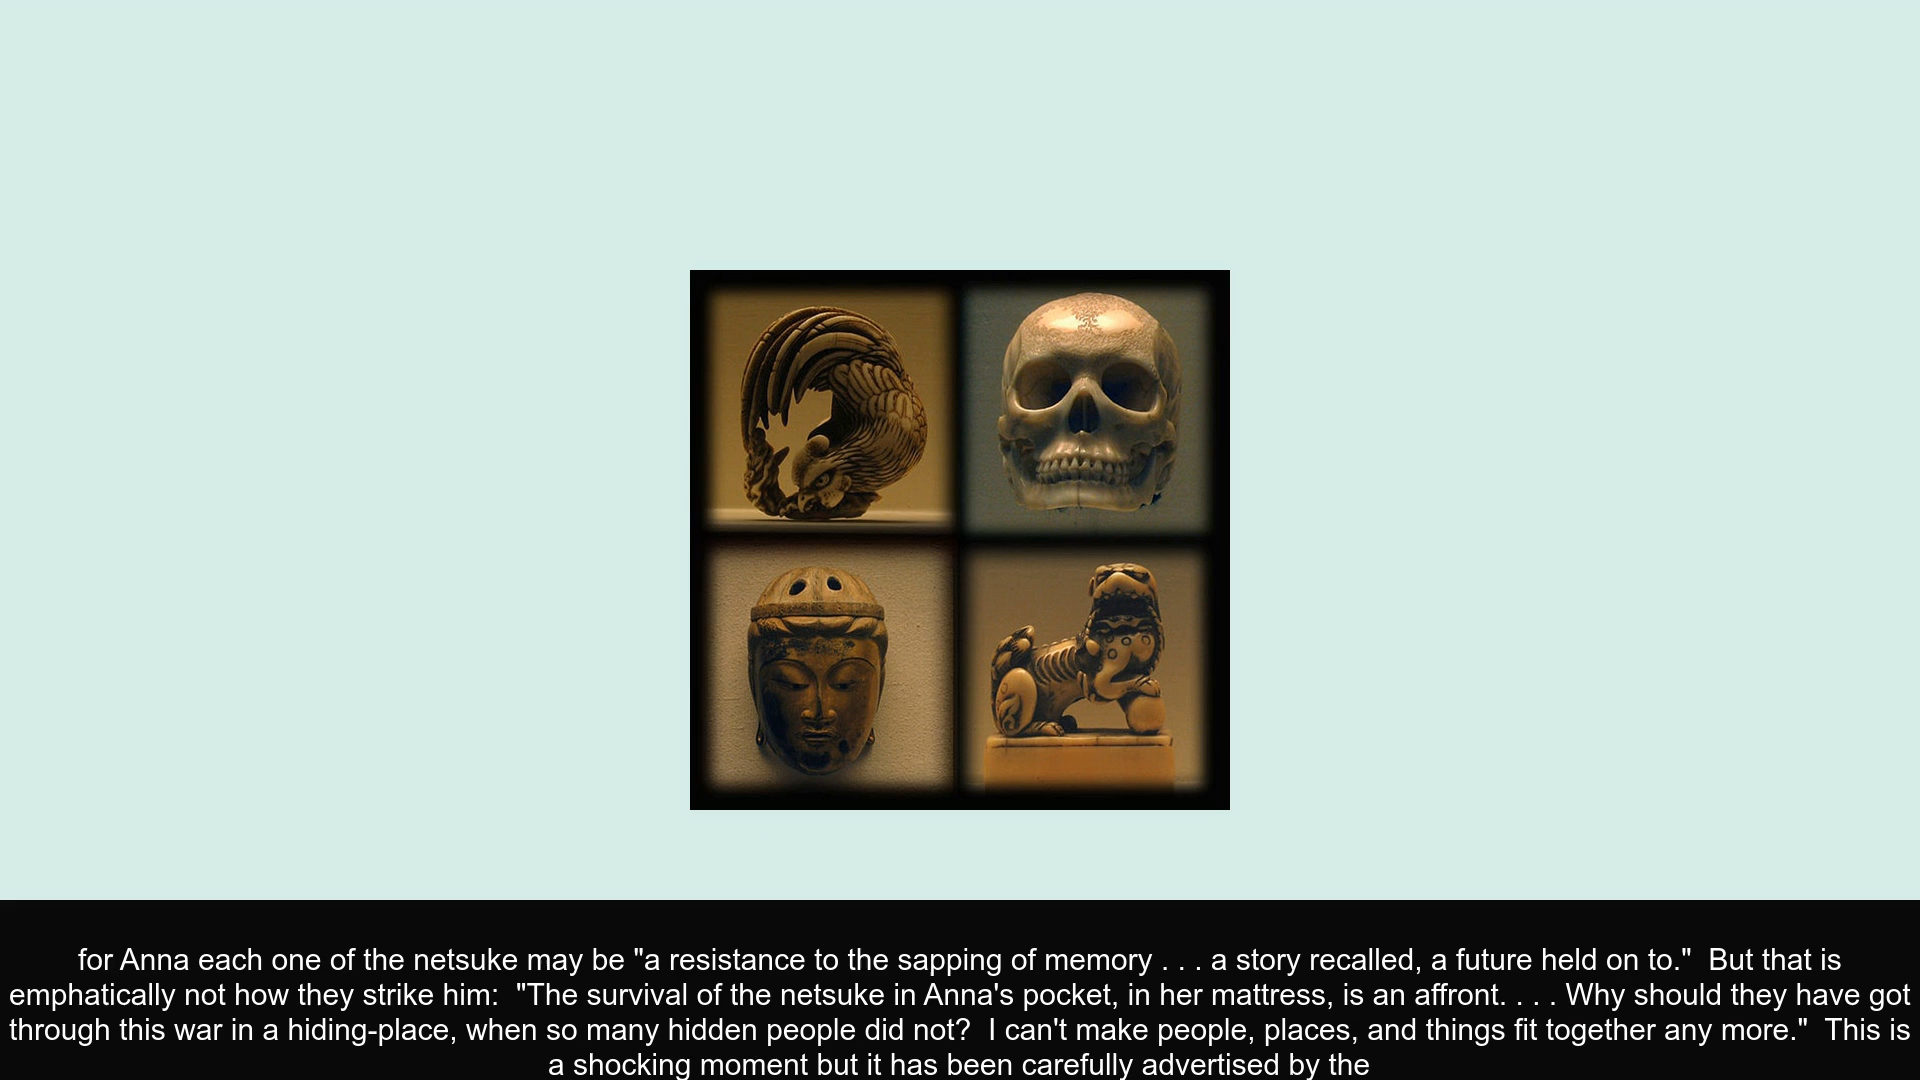 for Anna each one of the netsuke may be "a resistance to the sapping of memory . . . a story recalled, a future held on to."  But that is
emphatically not how they strike him:  "The survival of the netsuke in Anna's pocket, in her mattress, is an affront. . . . Why should they have got
through this war in a hiding-place, when so many hidden people did not?  I can't make people, places, and things fit together any more."  This is
a shocking moment but it has been carefully advertised by the